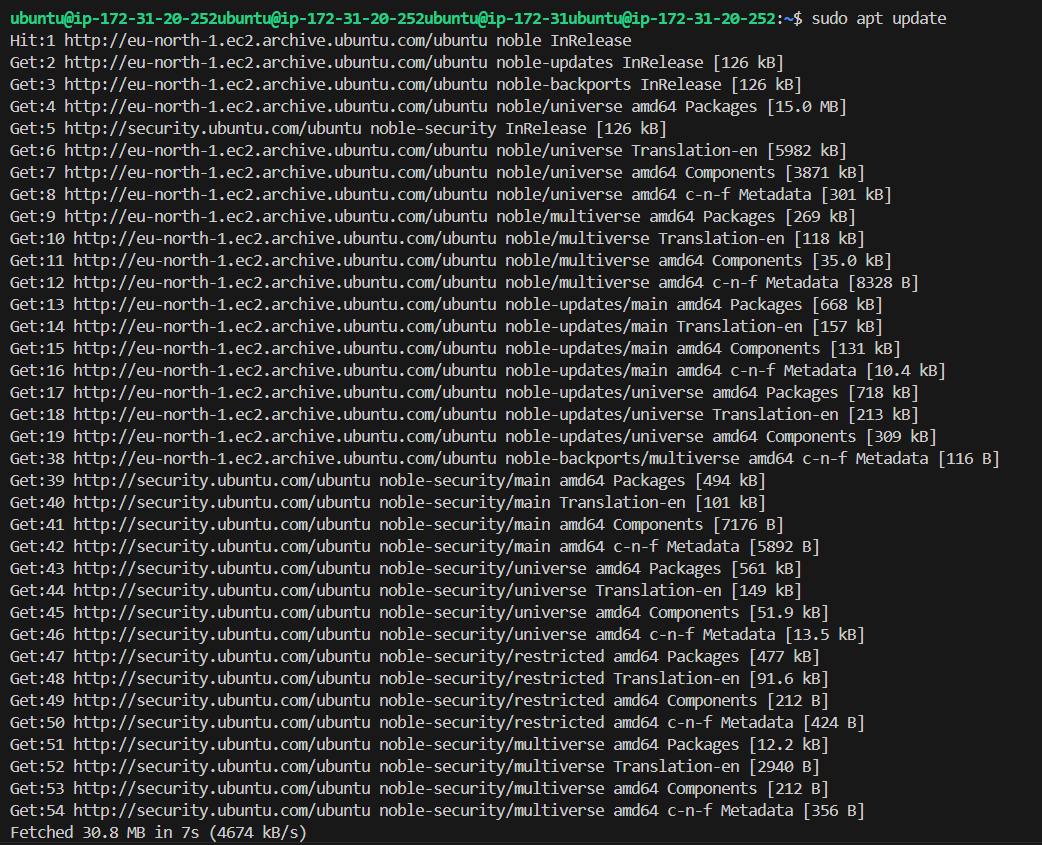 ubuntu@ip-172-31-20-252ubuntu@ip-172-31-20-252ubuntu@ip-172-31ubuntu@ip-172-31-20-252:~$ sudo apt update
Hit:1 http://eu-north-1.ec2.archive.ubuntu.com/ubuntu noble InRelease
Get:2 http://eu-north-1.ec2.archive.ubuntu.com/ubuntu noble-updates InRelease [126 kB]
Get:3 http://eu-north-1.ec2.archive.ubuntu.com/ubuntu noble-backports InRelease [126 kB]
Get:4 http://eu-north-1.ec2.archive.ubuntu.com/ubuntu noble/universe amd64 Packages [15.0 MB]
Get:5 http://security.ubuntu.com/ubuntu noble-security InRelease [126 kB]
Get:6 http://eu-north-1.ec2.archive.ubuntu.com/ubuntu noble/universe Translation-en [5982 kB]
Get:7 http://eu-north-1.ec2.archive.ubuntu.com/ubuntu noble/universe amd64 Components [3871 kB]
Get:8 http://eu-north-1.ec2.archive.ubuntu.com/ubuntu noble/universe amd64 c-n-f Metadata [301 kB]
Get:9 http://eu-north-1.ec2.archive.ubuntu.com/ubuntu noble/multiverse amd64 Packages [269 kB]
Get:10 http://eu-north-1.ec2.archive.ubuntu.com/ubuntu noble/multiverse Translation-en [118 kB]
Get:11 http://eu-north-1.ec2.archive.ubuntu.com/ubuntu noble/multiverse amd64 Components [35.0 kB]
Get:12 http://eu-north-1.ec2.archive.ubuntu.com/ubuntu noble/multiverse amd64 c-n-f Metadata [8328 B]
Get:13 http://eu-north-1.ec2.archive.ubuntu.com/ubuntu noble-updates/main amd64 Packages [668 kB]
Get:14 http://eu-north-1.ec2.archive.ubuntu.com/ubuntu noble-updates/main Translation-en [157 kB]
Get:15 http://eu-north-1.ec2.archive.ubuntu.com/ubuntu noble-updates/main amd64 Components [131 kB]
Get:16 http://eu-north-1.ec2.archive.ubuntu.com/ubuntu noble-updates/main amd64 c-n-f Metadata [10.4 kB]
Get:17 http://eu-north-1.ec2.archive.ubuntu.com/ubuntu noble-updates/universe amd64 Packages [718 kB]
Get:18 http://eu-north-1.ec2.archive.ubuntu.com/ubuntu noble-updates/universe Translation-en [213 kB]
Get:19 http://eu-north-1.ec2.archive.ubuntu.com/ubuntu noble-updates/universe amd64 Components [309 kB]
Get:38 http://eu-north-1.ec2.archive.ubuntu.com/ubuntu noble-backports/multiverse amd64 c-n-f Metadata [116 B]
Get:39 http://security.ubuntu.com/ubuntu noble-security/main amd64 Packages [494 kB]
Get:40 http://security.ubuntu.com/ubuntu noble-security/main Translation-en [101 kB]
Get:41 http://security.ubuntu.com/ubuntu noble-security/main amd64 Components [7176 B]
Get:42 http://security.ubuntu.com/ubuntu noble-security/main amd64 c-n-f Metadata [5892 B]
Get:43 http://security.ubuntu.com/ubuntu noble-security/universe amd64 Packages [561 kB]
Get:44 http://security.ubuntu.com/ubuntu noble-security/universe Translation-en [149 kB]
Get:45 http://security.ubuntu.com/ubuntu noble-security/universe amd64 Components [51.9 kB]
Get:46 http://security.ubuntu.com/ubuntu noble-security/universe amd64 c-n-f Metadata [13.5 kB]
Get:47 http://security.ubuntu.com/ubuntu noble-security/restricted amd64 Packages [477 kB]
Get:48 http://security.ubuntu.com/ubuntu noble-security/restricted Translation-en [91.6 kB]
Get:49 http://security.ubuntu.com/ubuntu noble-security/restricted amd64 Components [212 B]
Get:50 http://security.ubuntu.com/ubuntu noble-security/restricted amd64 c-n-f Metadata [424 B]
Get:51 http://security.ubuntu.com/ubuntu noble-security/multiverse amd64 Packages [12.2 kB]
Get:52 http://security.ubuntu.com/ubuntu noble-security/multiverse Translation-en [2940 B]
Get:53 http://security.ubuntu.com/ubuntu noble-security/multiverse amd64 Components [212 B]
Get:54 http://security.ubuntu.com/ubuntu noble-security/multiverse amd64 c-n-f Metadata [356 B]
Fetched 30.8 MB in 7s (4674 kB/s)